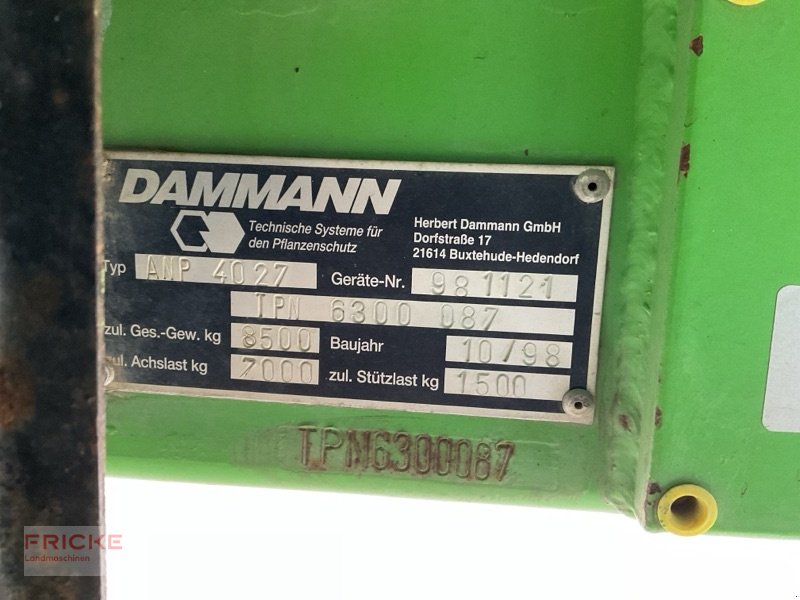 DAMMANN
Technische Systeme für
den Pflanzenschutz
Herbert Dammann GmbH
Dorfstraße 17
21614 Buxtehude-Hedendorf
Typ ANP 4027 Geräte-Nr. 981121
TPN 6300 087
zul. Ges.-Gew. kg 8500 Baujahr 10/98
zul. Achslast kg 7000 zul. Stützlast kg 1500
TPN6300087
FRICKE
Landmaschinen